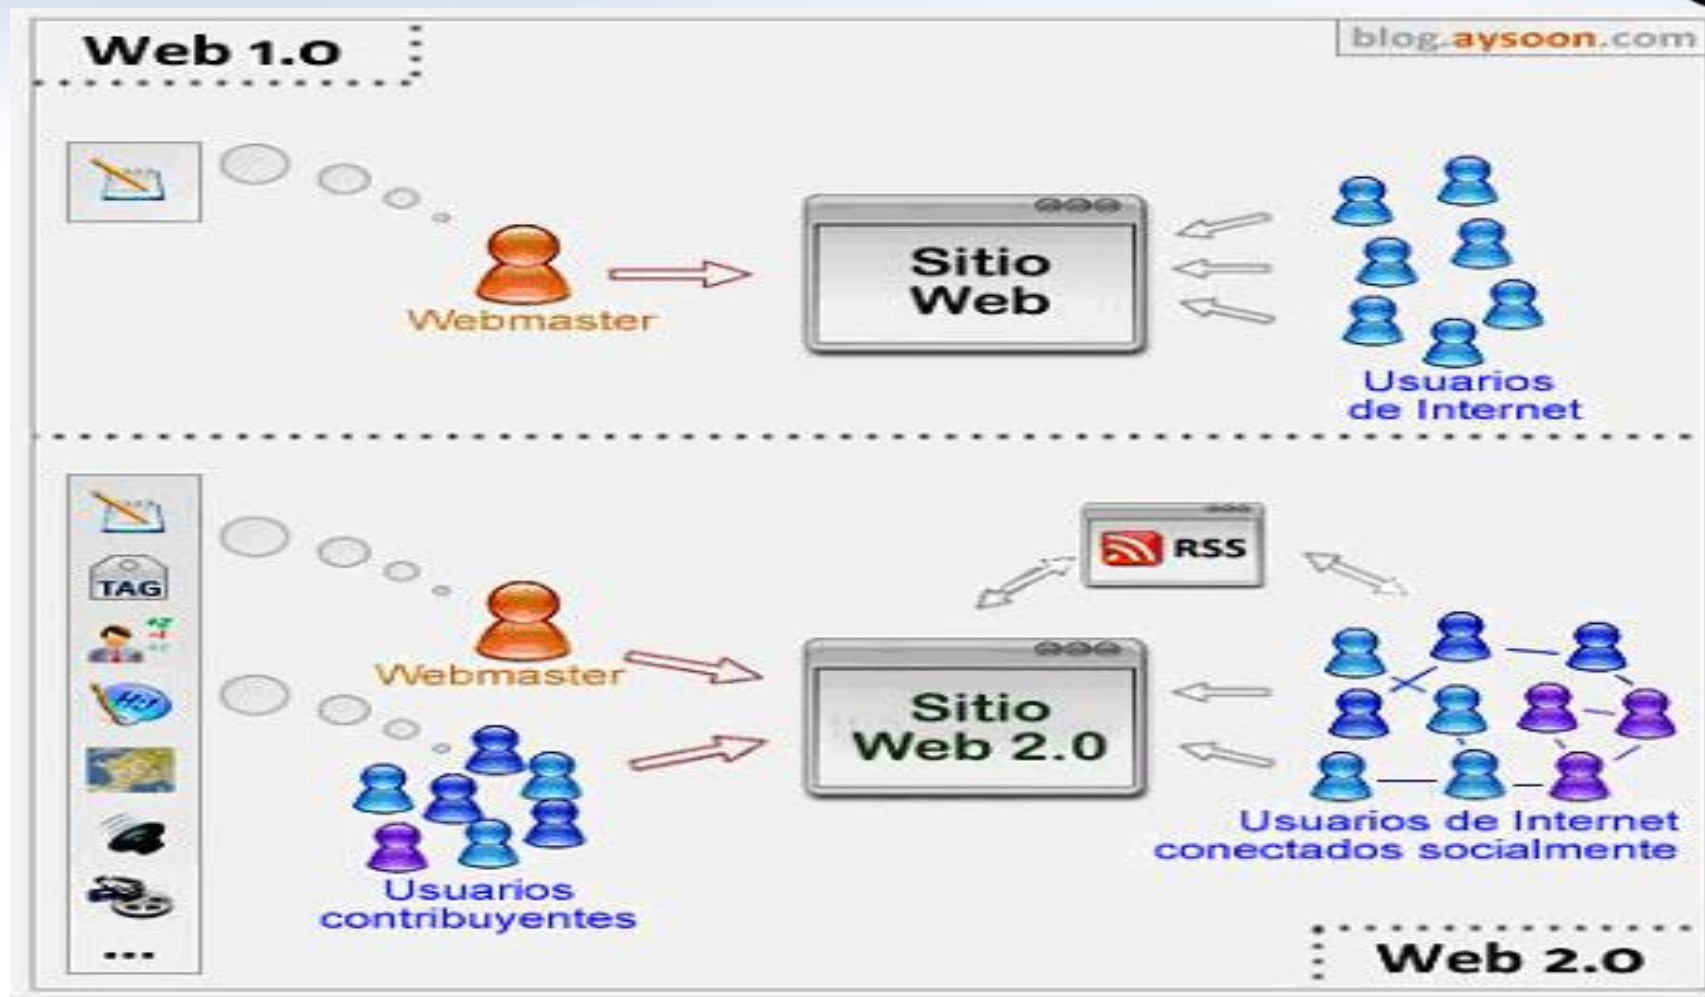 Web 1.0
blog.aysoon.com
Sitio
Web
Webmaster
Usuarios
de Internet
RSS
TAG
Webmaster
Sitio
Web 2.0
Usuarios de Internet
conectados socialmente
Usuarios
contribuyentes
...
Web 2.0